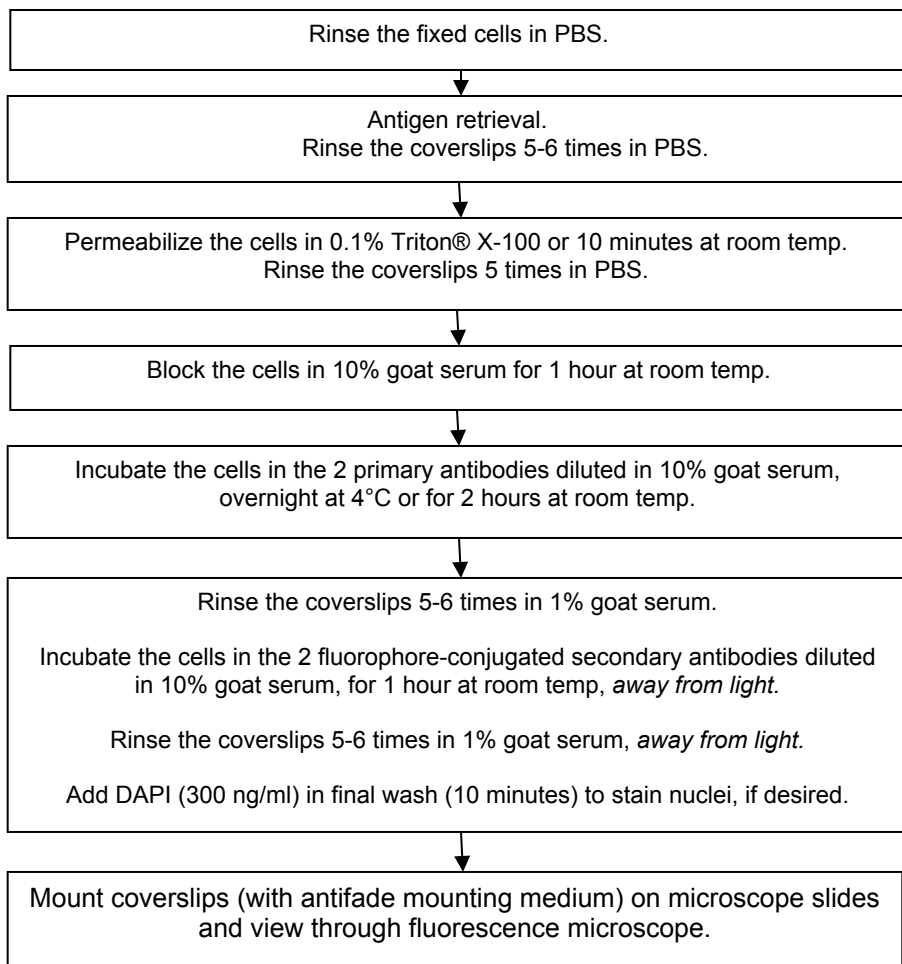 Rinse the fixed cells in PBS.
Antigen retrieval.
Rinse the coverslips 5-6 times in PBS.
Permeabilize the cells in 0.1% Triton® X-100 or 10 minutes at room temp.
Rinse the coverslips 5 times in PBS.
Block the cells in 10% goat serum for 1 hour at room temp.
Incubate the cells in the 2 primary antibodies diluted in 10% goat serum,
overnight at 4°C or for 2 hours at room temp.
Rinse the coverslips 5-6 times in 1% goat serum.
Incubate the cells in the 2 fluorophore-conjugated secondary antibodies diluted
in 10% goat serum, for 1 hour at room temp, away from light.
Rinse the coverslips 5-6 times in 1% goat serum, away from light.
Add DAPI (300 ng/ml) in final wash (10 minutes) to stain nuclei, if desired.
Mount coverslips (with antifade mounting medium) on microscope slides
and view through fluorescence microscope.